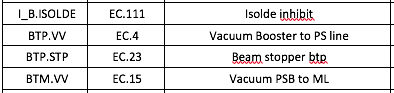 I_B.ISOLDE EC.111 Isolde inhibit
BTP.VV EC.4 Vacuum Booster to PS line
BTP.STP EC.23 Beam stopper btp
BTM.VV EC.15 Vacuum PSB to ML